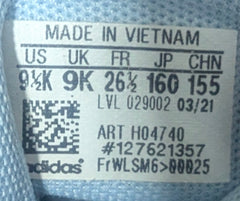 MADE IN VIETNAM
US UK FR JP CHN
9½K 9K 26½ 160 155
LVL 029002 03/21
ART H04740
#127621357
adidas FrWLSM6>00025